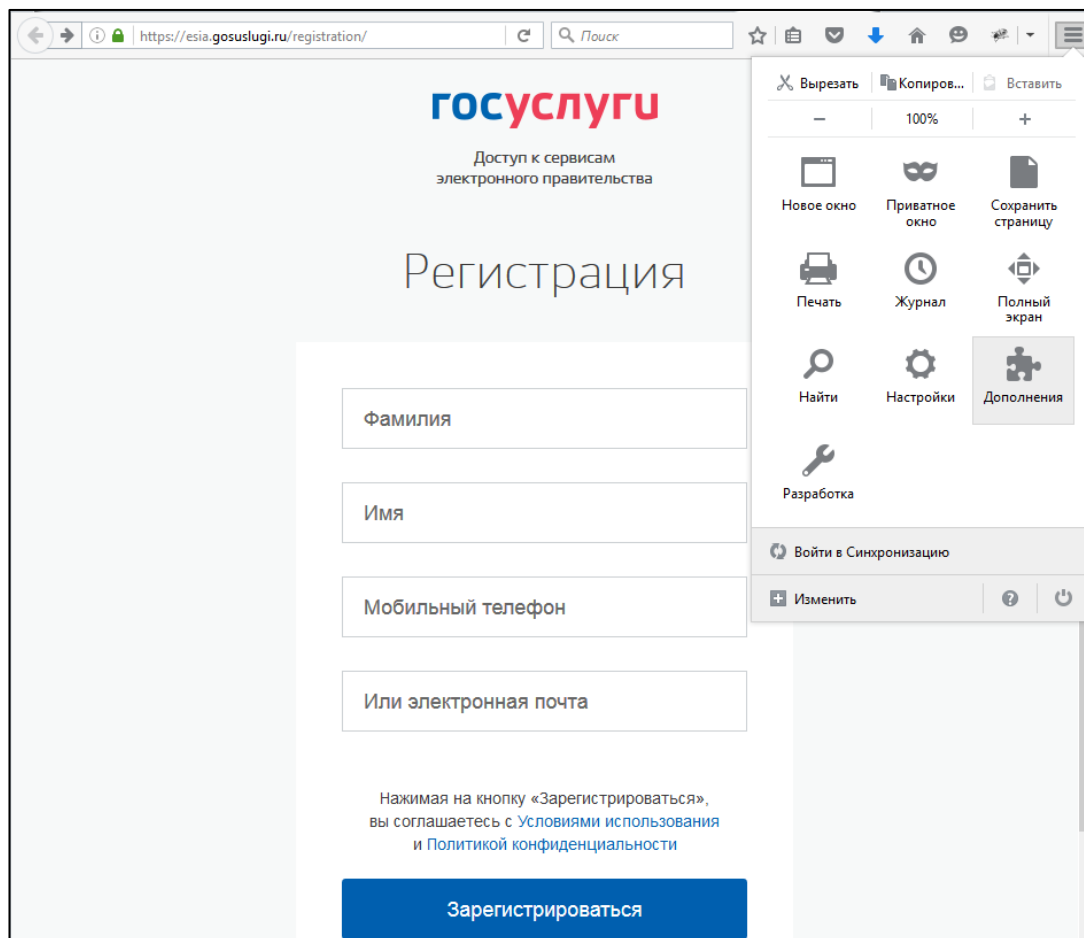 https://esia.gosuslugi.ru/registration/
Поиск
госуслуги
Доступ к сервисам
электронного правительства
Регистрация
Фамилия
Имя
Мобильный телефон
Или электронная почта
Нажимая на кнопку «Зарегистрироваться»,
вы соглашаетесь с Условиями использования
и Политикой конфиденциальности
Зарегистрироваться
Вырезать
Копиров...
Вставить
− 100% +
Новое окно
Приватное
окно
Сохранить
страницу
Печать
Журнал
Полный
экран
Найти
Настройки
Дополнения
Разработка
Войти в Синхронизацию
Изменить